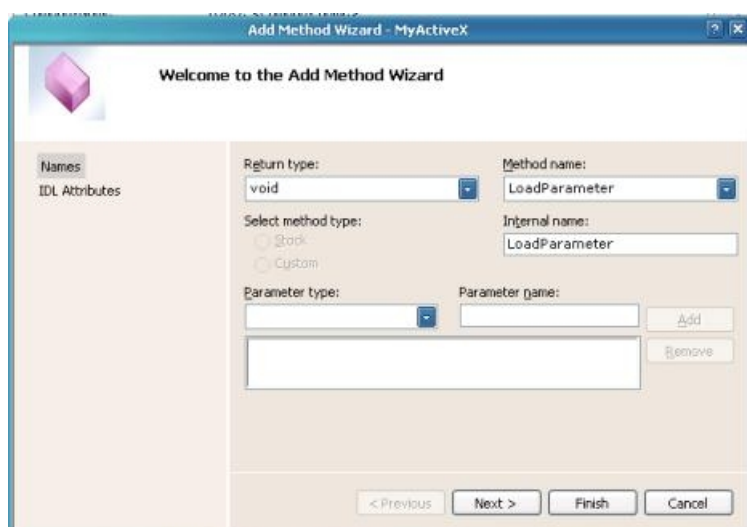 Add Method Wizard - MyActiveX
Welcome to the Add Method Wizard
Names
IDL Attributes
Return type:
void
Method name:
LoadParameter
Select method type:
Stock
Custom
Internal name:
LoadParameter
Parameter type:
Parameter name:
Add
Remove
< Previous
Next >
Finish
Cancel